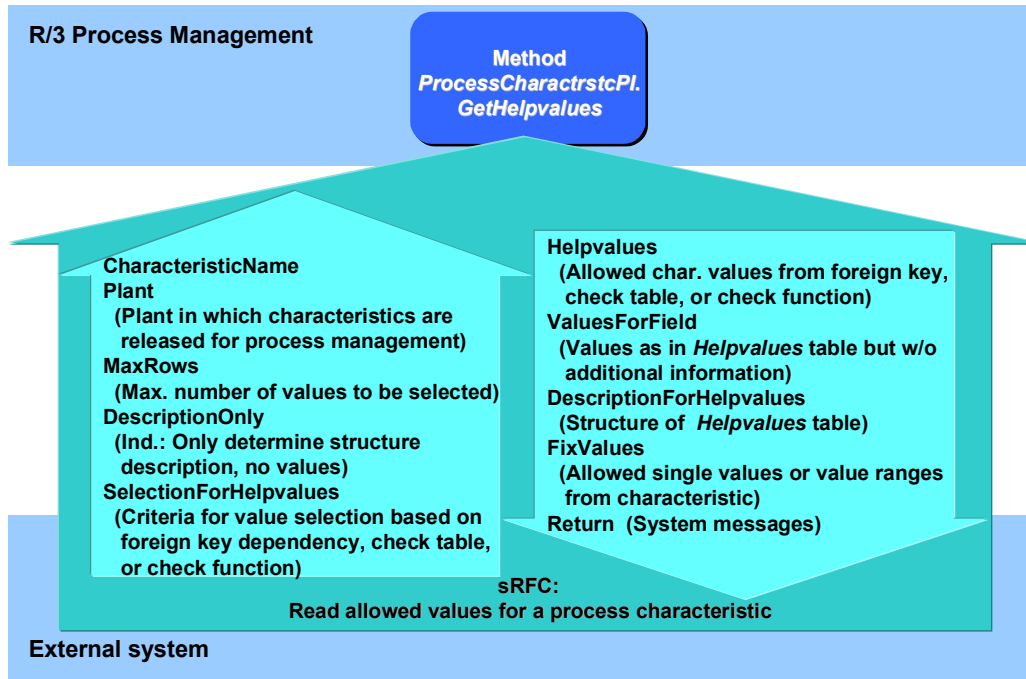 R/3 Process Management
Method
ProcessCharactrstcPI.
GetHelpvalues
CharacteristicName
Plant
(Plant in which characteristics are
released for process management)
MaxRows
(Max. number of values to be selected)
DescriptionOnly
(Ind.: Only determine structure
description, no values)
SelectionForHelpvalues
(Criteria for value selection based on
foreign key dependency, check table,
or check function)
Helpvalues
(Allowed char. values from foreign key,
check table, or check function)
ValuesForField
(Values as in Helpvalues table but w/o
additional information)
DescriptionForHelpvalues
(Structure of Helpvalues table)
FixValues
(Allowed single values or value ranges
from characteristic)
Return (System messages)
sRFC:
Read allowed values for a process characteristic
External system